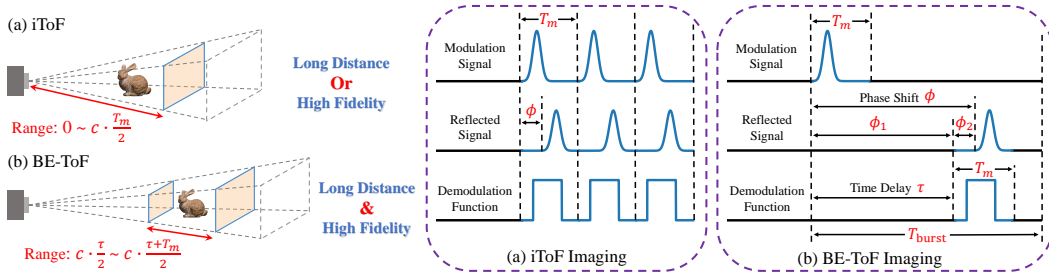 (a) iToF
Long Distance
Or
High Fidelity
Range: 0 ~ c · T_m/2
(b) BE-ToF
Long Distance
&
High Fidelity
Range: c · τ/2 ~ c · τ+T_m/2
T_m
Modulation
Signal
ϕ
Reflected
Signal
Demodulation
Function
(a) iToF Imaging
T_m
Modulation
Signal
Phase Shift ϕ
Reflected
Signal
ϕ_1
ϕ_2
T_m
Demodulation
Function
Time Delay τ
T_burst
(b) BE-ToF Imaging